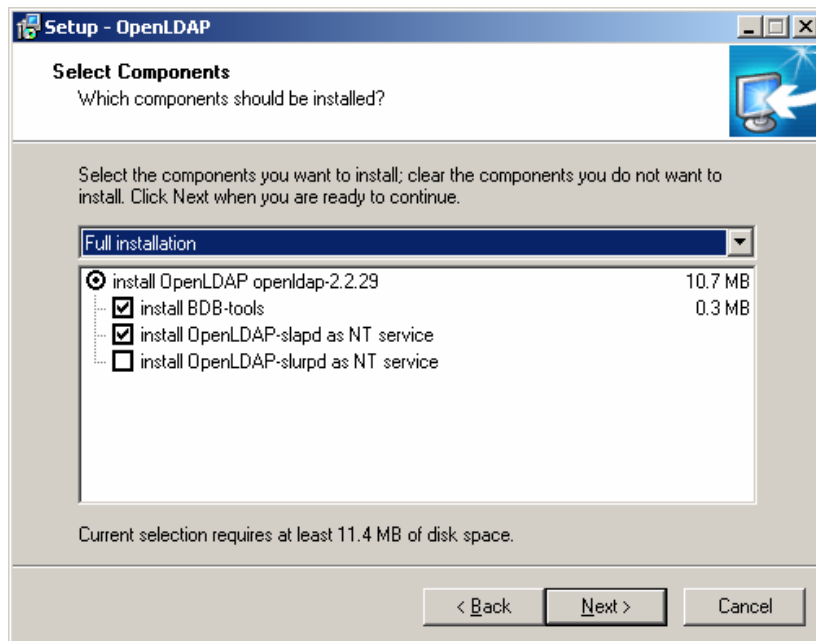 Setup - OpenLDAP
Select Components
Which components should be installed?
Select the components you want to install; clear the components you do not want to
install. Click Next when you are ready to continue.
Full installation
install OpenLDAP openldap-2.2.29 10.7 MB
install BDB-tools 0.3 MB
install OpenLDAP-slapd as NT service
install OpenLDAP-slurpd as NT service
Current selection requires at least 11.4 MB of disk space.
< Back Next > Cancel